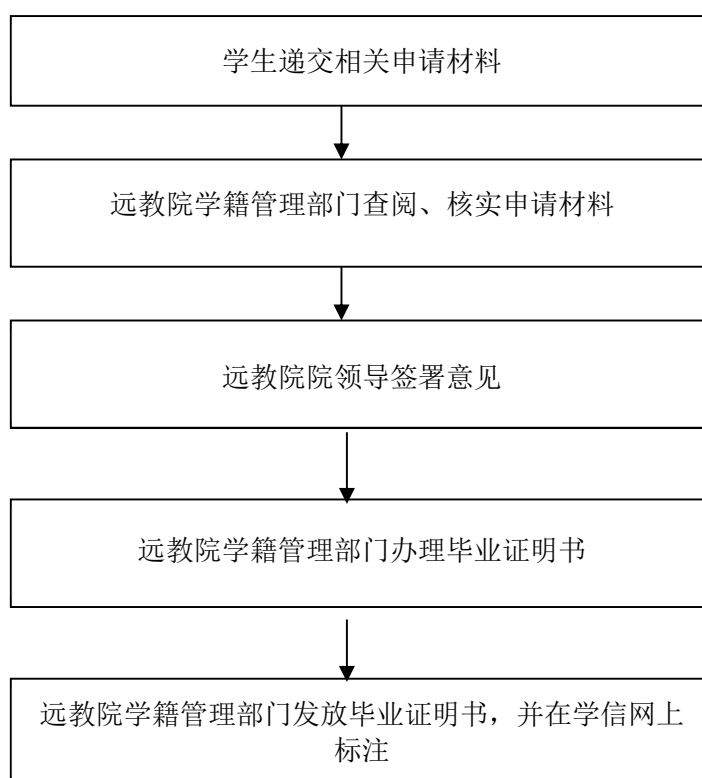 学生递交相关申请材料
远教院学籍管理部门查阅、核实申请材料
远教院院领导签署意见
远教院学籍管理部门办理毕业证明书
远教院学籍管理部门发放毕业证明书，并在学信网上
标注